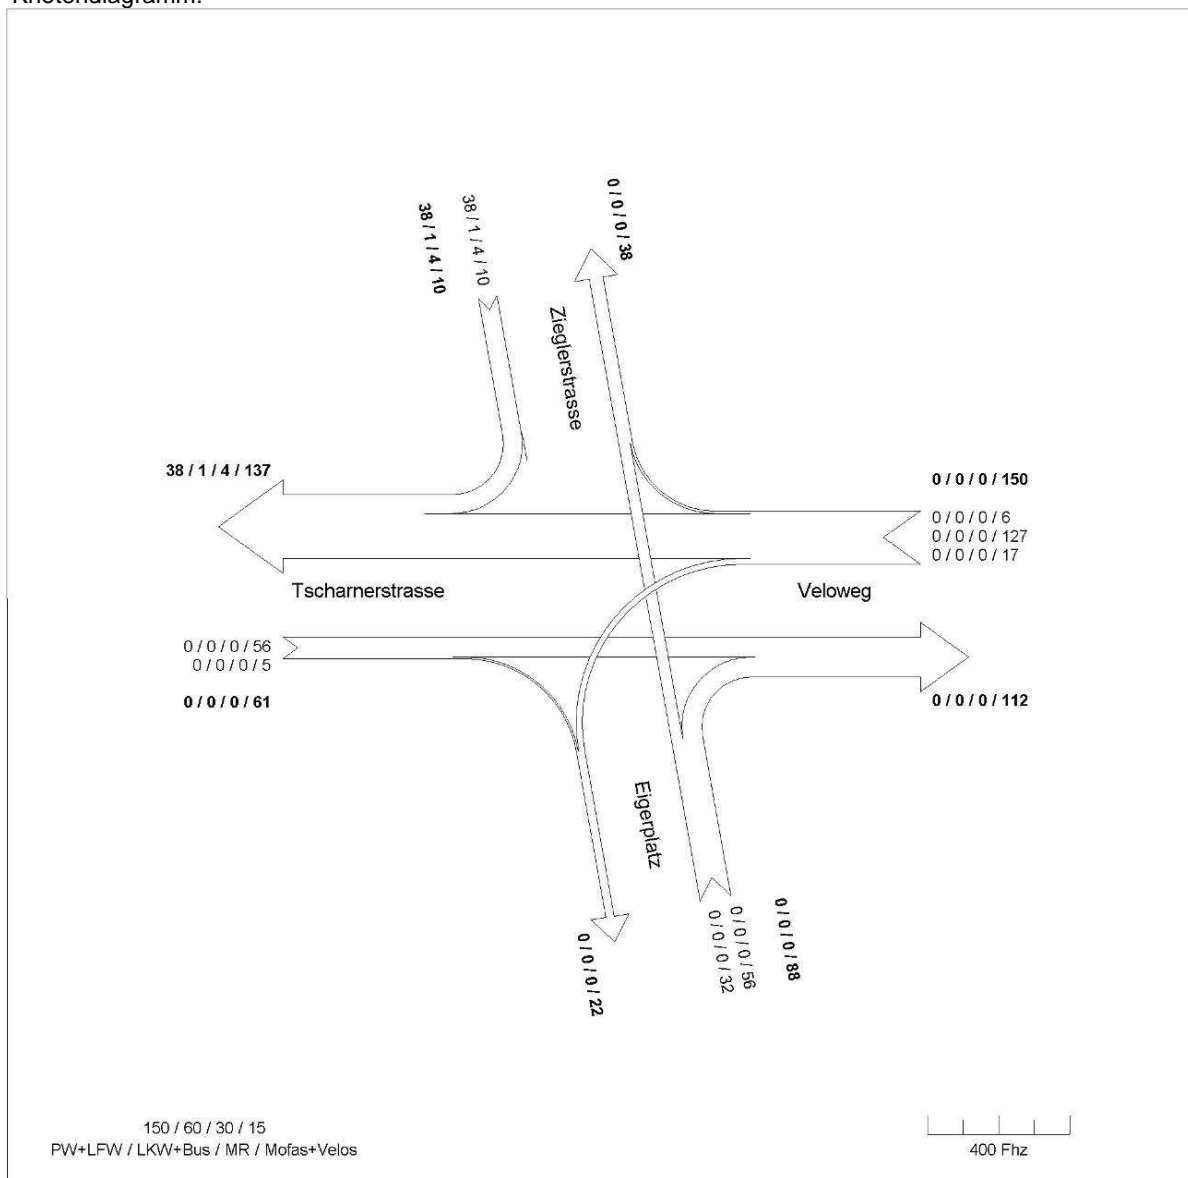 Knotendiagramm:
0 / 0 / 0 / 38
38 / 1 / 4 / 10
38 / 1 / 4 / 10
Zieglerstrasse
38 / 1 / 4 / 137
0 / 0 / 0 / 150
0 / 0 / 0 / 6
0 / 0 / 0 / 127
0 / 0 / 0 / 17
Tscharnerstrasse
Veloweg
0 / 0 / 0 / 56
0 / 0 / 0 / 5
0 / 0 / 0 / 61
0 / 0 / 0 / 112
Eigerplatz
0 / 0 / 0 / 22
0 / 0 / 0 / 32
0 / 0 / 0 / 56
0 / 0 / 0 / 88
150 / 60 / 30 / 15
PW+LFW / LKW+Bus / MR / Mofas+Velos
400 Fhz